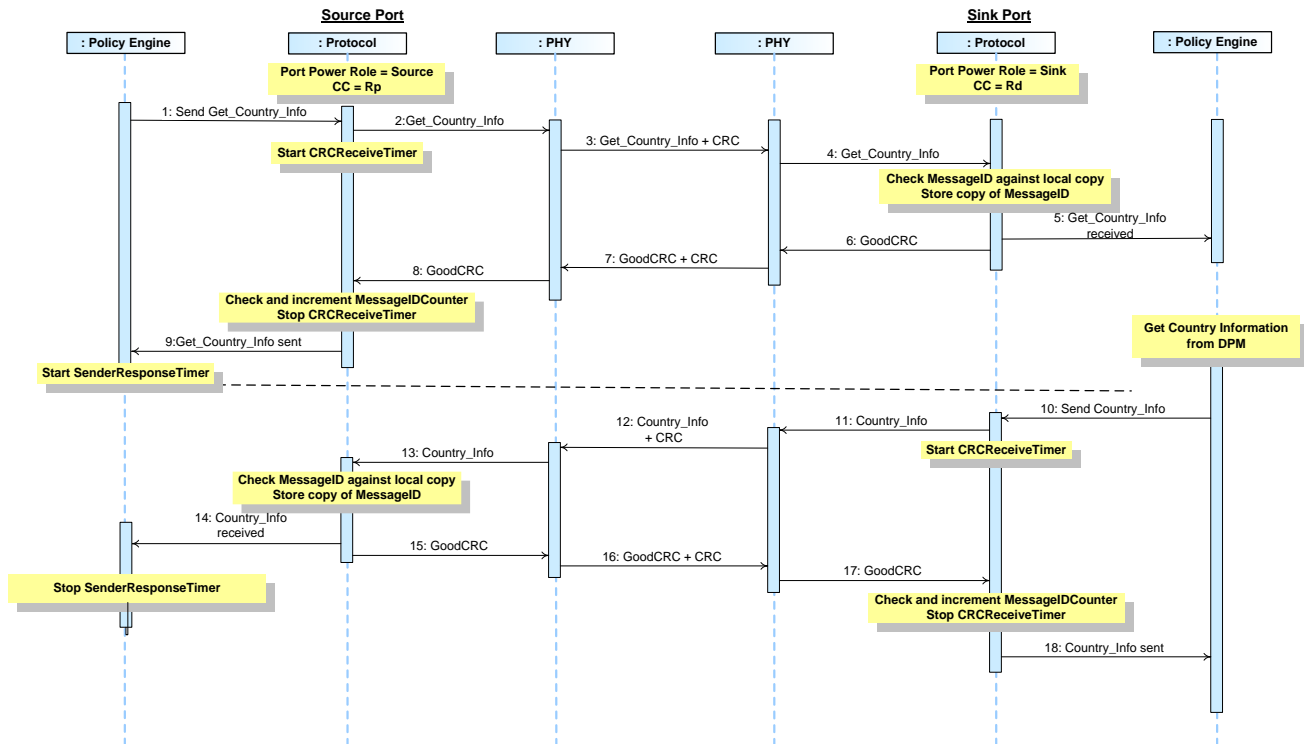 Source Port
Sink Port
: Policy Engine
: Protocol
: PHY
: PHY
: Protocol
: Policy Engine
Port Power Role = Source
CC = Rp
Port Power Role = Sink
CC = Rd
1: Send Get_Country_Info
2:Get_Country_Info
Start CRCReceiveTimer
3: Get_Country_Info + CRC
4: Get_Country_Info
Check MessageID against local copy
Store copy of MessageID
5: Get_Country_Info
received
6: GoodCRC
7: GoodCRC + CRC
8: GoodCRC
Check and increment MessageIDCounter
Stop CRCReceiveTimer
9:Get_Country_Info sent
Start SenderResponseTimer
Get Country Information
from DPM
10: Send Country_Info
11: Country_Info
Start CRCReceiveTimer
12: Country_Info
+ CRC
13: Country_Info
Check MessageID against local copy
Store copy of MessageID
14: Country_Info
received
15: GoodCRC
16: GoodCRC + CRC
17: GoodCRC
Stop SenderResponseTimer
Check and increment MessageIDCounter
Stop CRCReceiveTimer
18: Country_Info sent